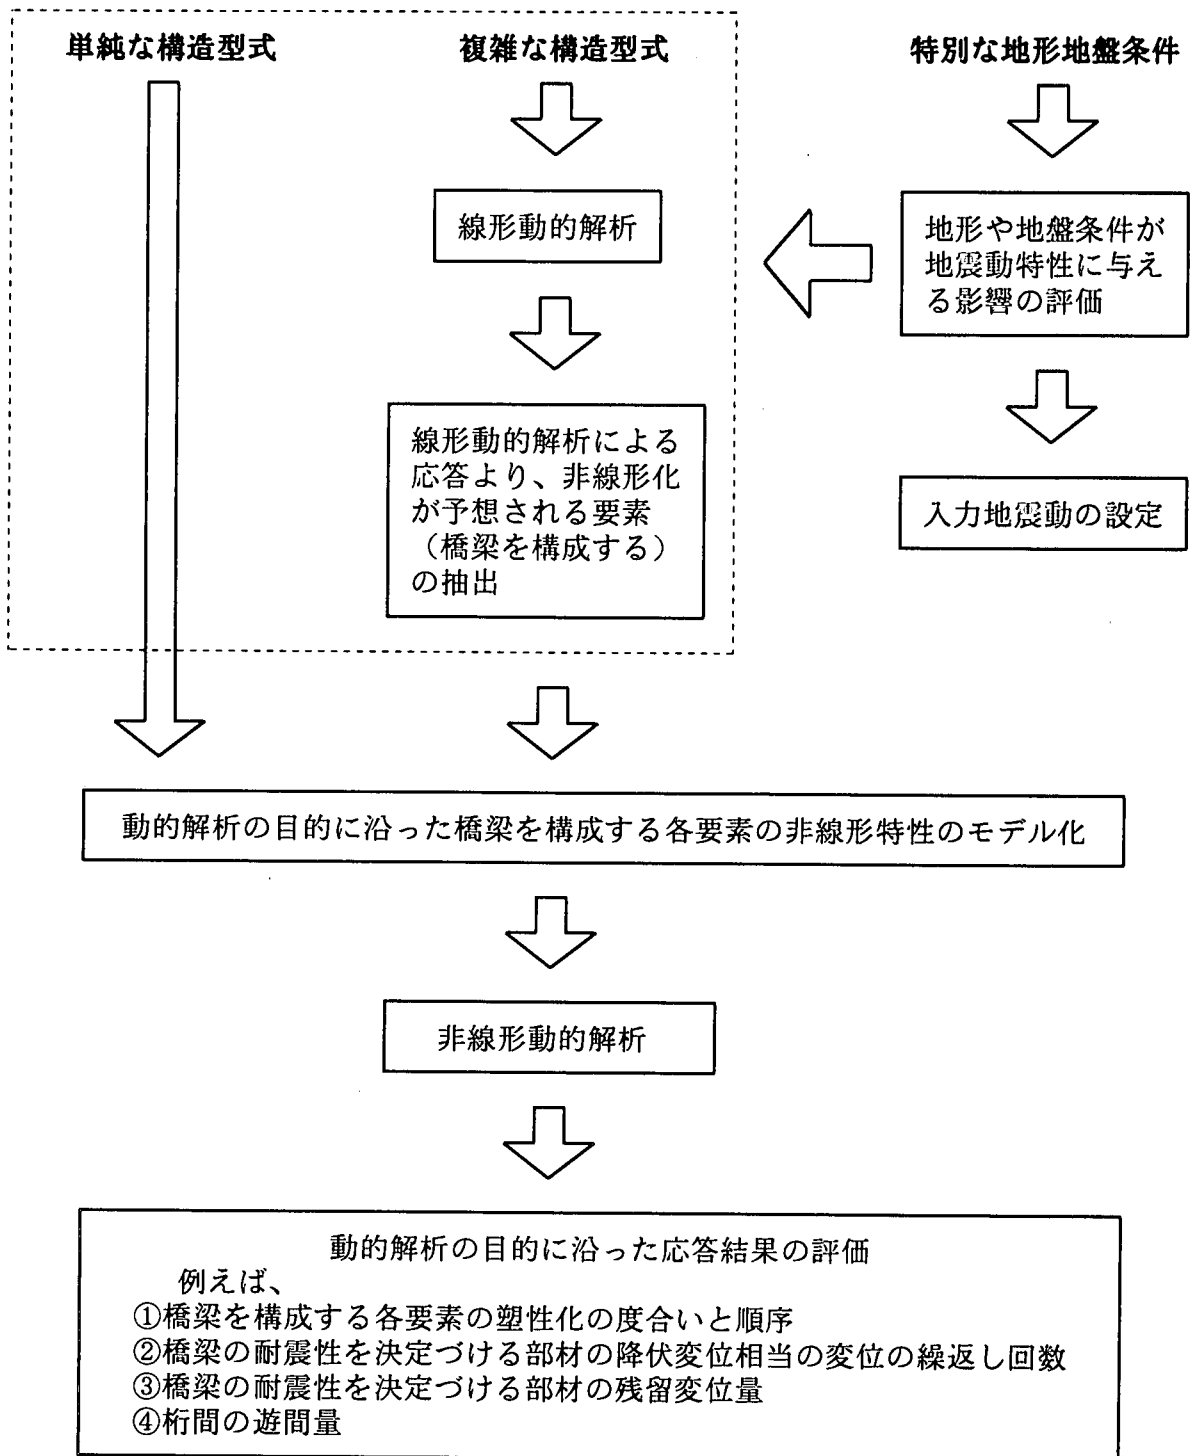 単純な構造型式
複雑な構造型式
特別な地形地盤条件
線形動的解析
地形や地盤条件が
地震動特性に与え
る影響の評価
線形動的解析による
応答より、非線形化
が予想される要素
（橋梁を構成する）
の抽出
入力地震動の設定
動的解析の目的に沿った橋梁を構成する各要素の非線形特性のモデル化
非線形動的解析
動的解析の目的に沿った応答結果の評価
例えば、
①橋梁を構成する各要素の塑性化の度合いと順序
②橋梁の耐震性を決定づける部材の降伏変位相当の変位の繰返し回数
③橋梁の耐震性を決定づける部材の残留変位量
④桁間の遊間量